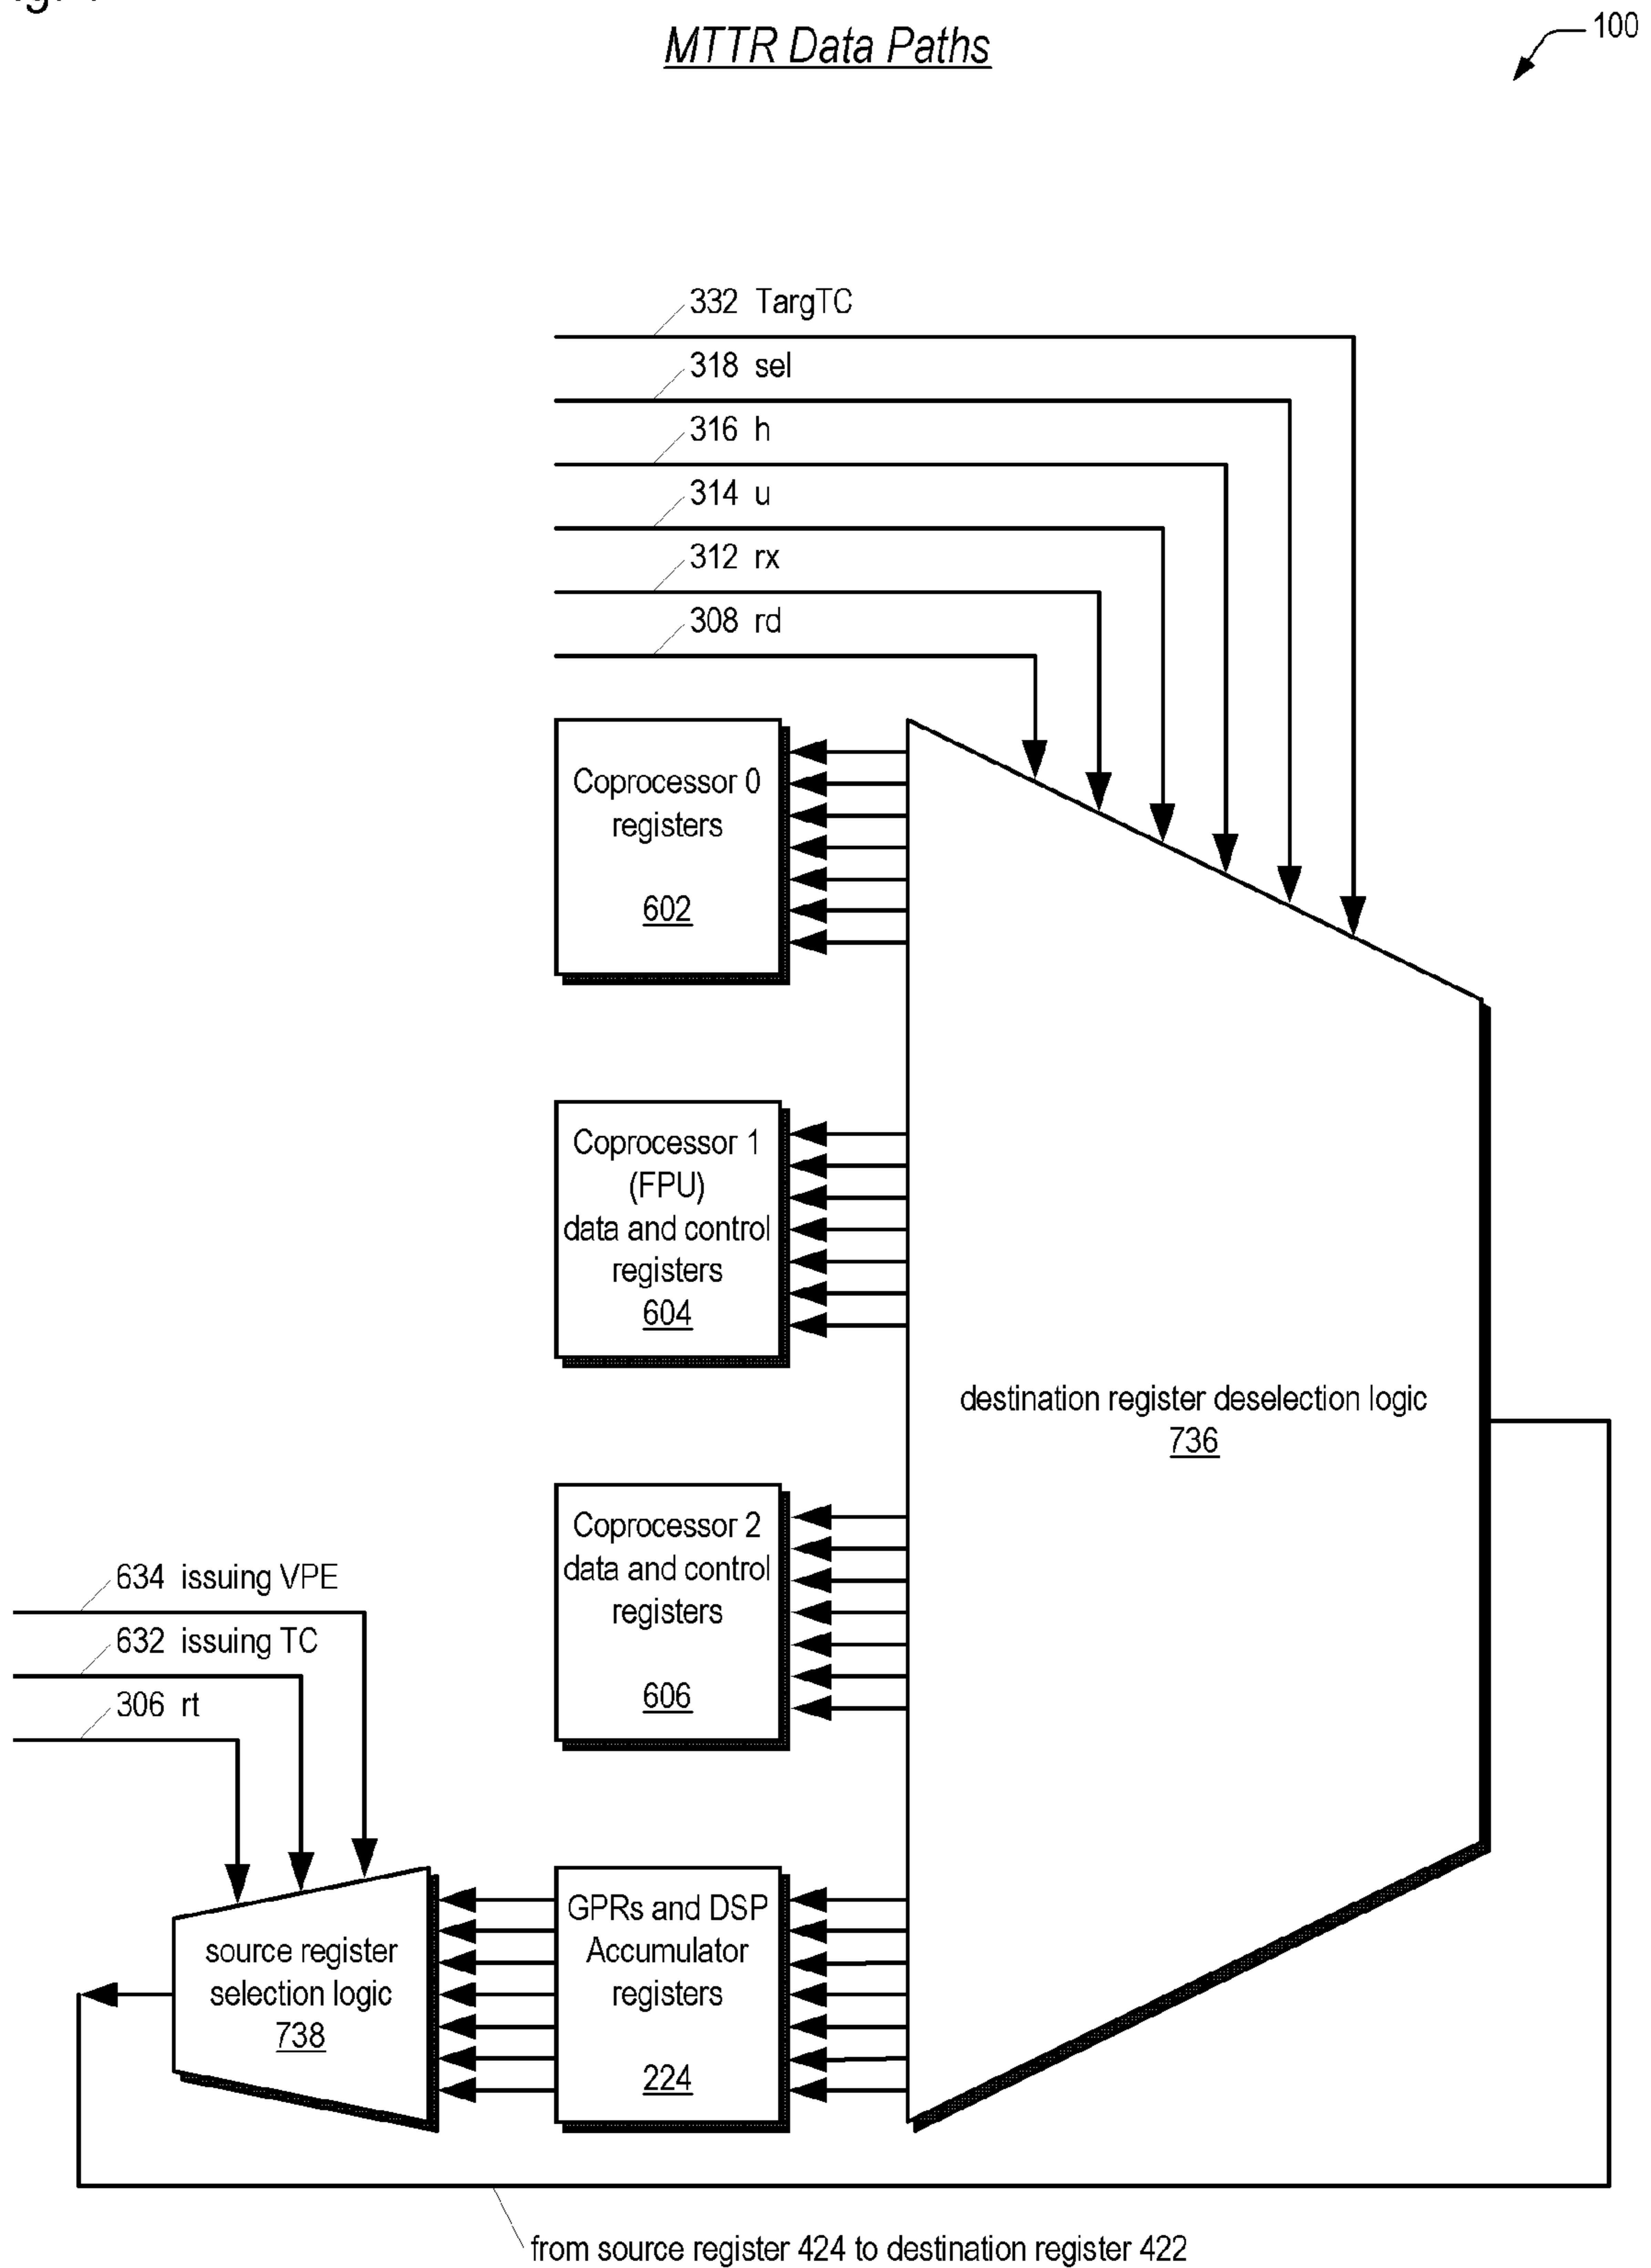 MTTR Data Paths
100
332 TargTC
318 sel
316 h
314 u
312 rx
308 rd
Coprocessor 0
registers
602
Coprocessor 1
(FPU)
data and control
registers
604
destination register deselection logic
736
Coprocessor 2
data and control
registers
606
634 issuing VPE
632 issuing TC
306 rt
source register
selection logic
738
GPRs and DSP
Accumulator
registers
224
from source register 424 to destination register 422